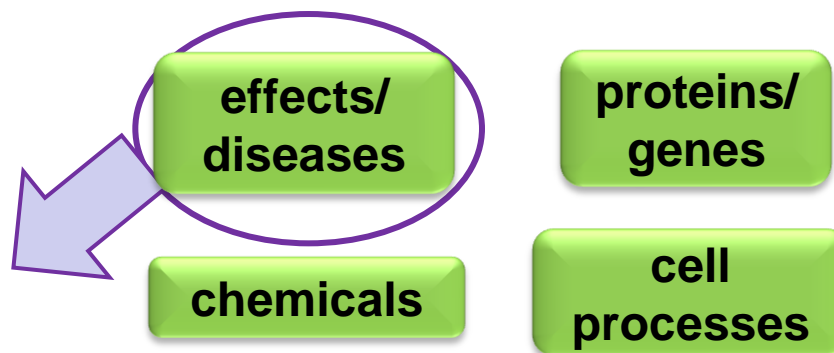 effects/
diseases
proteins/
genes
chemicals
cell
processes